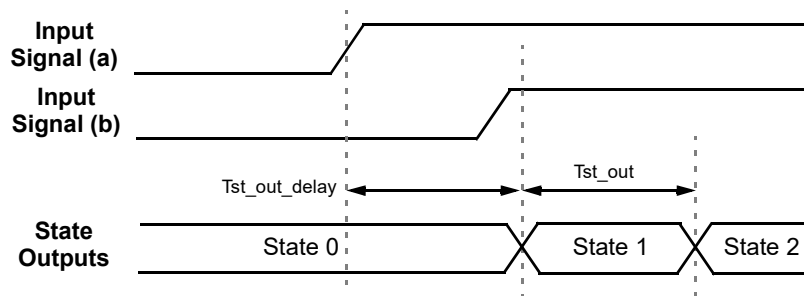 Input
Signal (a)
Input
Signal (b)
Tst_out_delay
Tst_out
State
Outputs
State 0
State 1
State 2